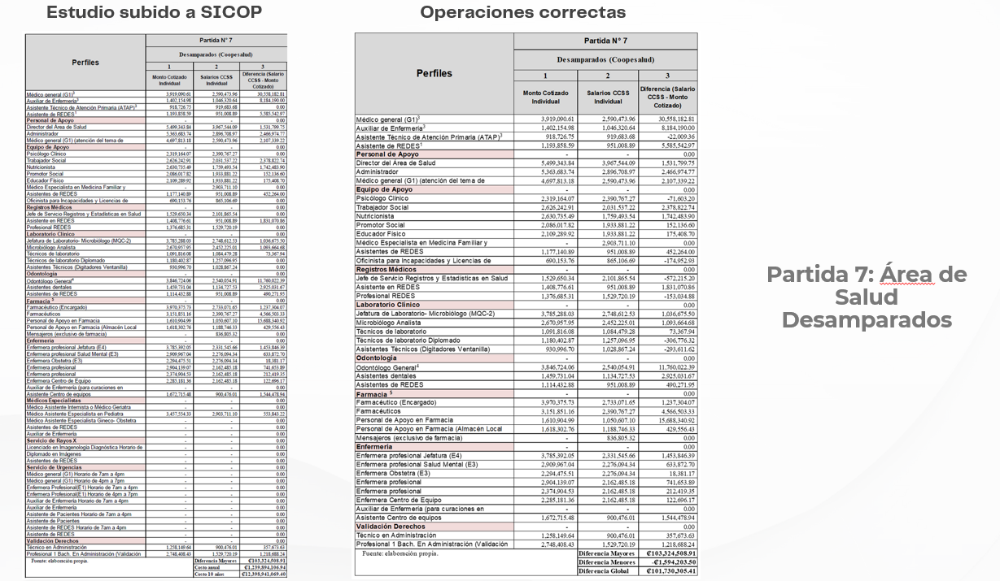 Estudio subido a SICOP
Perfiles
Partida N° 7
Desamparados (Coopesalud)
1 2 3
Monto Cotizado Individual Salarios CCSS Individual Diferencia (Salario CCSS - Monto Cotizado)
Médico general (G1)3 3,919,090.61 2,590,473.96 30,558,182.81
Auxiliar de Enfermería3 1,402,154.98 1,046,320.64 8,184,190.00
Asistente Técnico de Atención Primaria (ATAP)3 918,726.75 919,683.68 0.00
Asistente de REDES1 1,193,858.59 951,008.89 5,585,542.97
Personal de Apoyo - - 0.00
Director del Área de Salud 5,499,343.84 3,967,544.09 1,531,799.75
Administrador 5,363,683.74 2,896,708.97 2,466,974.77
Médico general (G1) (atención del tema de 4,697,813.18 2,590,473.96 2,107,339.22
Equipo de Apoyo - - 0.00
Psicólogo Clínico 2,319,164.07 2,390,767.27 0.00
Trabajador Social 2,626,242.91 2,031,537.22 2,378,822.74
Nutricionista 2,630,735.49 1,759,493.54 1,742,483.90
Promotor Social 2,086,017.82 1,933,881.22 152,136.60
Educador Físico 2,109,289.92 1,933,881.22 175,408.70
Médico Especialista en Medicina Familiar y - 2,903,711.10 0.00
Asistentes de REDES 1,177,140.89 951,008.89 452,264.00
Oficinista para Incapacidades y Licencias de 690,153.76 865,106.69 0.00
Registros Médicos - - 0.00
Jefe de Servicio Registros y Estadísticas en Salud 1,529,650.34 2,101,865.54 0.00
Asistente en REDES 1,408,776.61 951,008.89 1,831,070.86
Profesional REDES 1,376,685.31 1,529,720.19 0.00
Laboratorio Clínico - - 0.00
Jefatura de Laboratorio- Microbiólogo (MQC-2) 3,785,288.03 2,748,612.53 1,036,675.50
Microbiólogo Analista 2,670,957.95 2,452,225.01 1,093,664.68
Técnicos de laboratorio 1,091,816.08 1,084,479.28 73,367.94
Técnicos de laboratorio Diplomado 1,180,402.87 1,257,096.95 0.00
Asistentes Técnicos (Digitadores Ventanilla) 930,996.70 1,028,867.24 0.00
Odontología - - 0.00
Odontólogo General4 3,846,724.06 2,540,054.91 11,760,022.39
Asistentes dentales 1,459,731.04 1,134,727.53 2,925,031.67
Asistentes de REDES 1,114,432.88 951,008.89 490,271.95
Farmacia 5 - - 0.00
Farmacéutico (Encargado) 3,970,375.73 2,733,071.65 1,237,304.07
Farmacéuticos 3,151,851.16 2,390,767.27 4,566,503.33
Personal de Apoyo en Farmacia 1,610,904.99 1,050,607.10 15,688,340.92
Personal de Apoyo en Farmacia (Almacén Local 1,618,302.76 1,188,746.33 429,556.43
Mensajeros (exclusivo de farmacia) - 836,805.32 0.00
Enfermería - - 0.00
Enfermera profesional Jefatura (E4) 3,785,392.05 2,331,545.66 1,453,846.39
Enfermera profesional Salud Mental (E3) 2,909,967.04 2,276,094.34 633,872.70
Enfermera Obstetra (E3) 2,294,475.51 2,276,094.34 18,381.17
Enfermera profesional 2,904,139.07 2,162,485.18 741,653.89
Enfermera profesional 2,374,904.53 2,162,485.18 212,419.35
Enfermera Centro de Equipo 2,285,181.36 2,162,485.18 122,696.17
Auxiliar de Enfermería (para curaciones en - - 0.00
Asistente Centro de equipos 1,672,715.48 900,476.01 1,544,478.94
Médicos Especialistas - - 0.00
Médico Asistente Internista o Médico Geriatra - - 0.00
Médico Asistente Especialista en Pediatra 3,457,554.33 2,903,711.10 553,843.22
Médico Asistente Especialista Gineco- Obstetra - - 0.00
Asistentes de REDES - - 0.00
Auxiliar de Enfermería - - 0.00
Servicio de Rayos X - - 0.00
Licenciado en Imagenología Diagnóstica Horario de - - 0.00
Diplomado en Imágenes - - 0.00
Asistentes de REDES - - 0.00
Servicio de Urgencias - - 0.00
Médico general (G1) Horario de 7am a 4pm - - 0.00
Médico general (G1) Horario de 4pm a 7pm - - 0.00
Enfermera Profesional(E1) Horario de 7am a 4pm - - 0.00
Enfermera Profesional(E1) Horario de 4pm a 7pm - - 0.00
Auxiliar de Enfermería Horario de 7am a 4pm - - 0.00
Auxiliar de Enfermería - - 0.00
Asistente de Pacientes Horario de 7am a 4pm - - 0.00
Asistente de Pacientes - - 0.00
Asistente de REDES Horario de 7am a 4pm - - 0.00
Asistente de REDES - - 0.00
Validación Derechos - - 0.00
Técnico en Administración 1,258,149.64 900,476.01 357,673.63
Profesional 1 Bach. En Administración (Validación 2,748,408.43 1,529,720.19 1,218,688.24
Fuente: elaboración propia. Diferencia Mayores ₡103,324,508.91
Costo anual ₡1,239,894,106.94
Costo 10 años ₡12,398,941,069.40
Operaciones correctas
Perfiles
Partida N° 7
Desamparados (Coopesalud)
1 2 3
Monto Cotizado Individual Salarios CCSS Individual Diferencia (Salario CCSS - Monto Cotizado)
Médico general (G1)3 3,919,090.61 2,590,473.96 30,558,182.81
Auxiliar de Enfermería3 1,402,154.98 1,046,320.64 8,184,190.00
Asistente Técnico de Atención Primaria (ATAP)3 918,726.75 919,683.68 -22,009.36
Asistente de REDES1 1,193,858.59 951,008.89 5,585,542.97
Personal de Apoyo - - 0.00
Director del Área de Salud 5,499,343.84 3,967,544.09 1,531,799.75
Administrador 5,363,683.74 2,896,708.97 2,466,974.77
Médico general (G1) (atención del tema de 4,697,813.18 2,590,473.96 2,107,339.22
Equipo de Apoyo - - 0.00
Psicólogo Clínico 2,319,164.07 2,390,767.27 -71,603.20
Trabajador Social 2,626,242.91 2,031,537.22 2,378,822.74
Nutricionista 2,630,735.49 1,759,493.54 1,742,483.90
Promotor Social 2,086,017.82 1,933,881.22 152,136.60
Educador Físico 2,109,289.92 1,933,881.22 175,408.70
Médico Especialista en Medicina Familiar y - 2,903,711.10 0.00
Asistentes de REDES 1,177,140.89 951,008.89 452,264.00
Oficinista para Incapacidades y Licencias de 690,153.76 865,106.69 -174,952.93
Registros Médicos - - 0.00
Jefe de Servicio Registros y Estadísticas en Salud 1,529,650.34 2,101,865.54 -572,215.20
Asistente en REDES 1,408,776.61 951,008.89 1,831,070.86
Profesional REDES 1,376,685.31 1,529,720.19 -153,034.88
Laboratorio Clínico - - 0.00
Jefatura de Laboratorio- Microbiólogo (MQC-2) 3,785,288.03 2,748,612.53 1,036,675.50
Microbiólogo Analista 2,670,957.95 2,452,225.01 1,093,664.68
Técnicos de laboratorio 1,091,816.08 1,084,479.28 73,367.94
Técnicos de laboratorio Diplomado 1,180,402.87 1,257,096.95 -306,776.32
Asistentes Técnicos (Digitadores Ventanilla) 930,996.70 1,028,867.24 -293,611.62
Odontología - - 0.00
Odontólogo General4 3,846,724.06 2,540,054.91 11,760,022.39
Asistentes dentales 1,459,731.04 1,134,727.53 2,925,031.67
Asistentes de REDES 1,114,432.88 951,008.89 490,271.95
Farmacia 5 - - 0.00
Farmacéutico (Encargado) 3,970,375.73 2,733,071.65 1,237,304.07
Farmacéuticos 3,151,851.16 2,390,767.27 4,566,503.33
Personal de Apoyo en Farmacia 1,610,904.99 1,050,607.10 15,688,340.92
Personal de Apoyo en Farmacia (Almacén Local 1,618,302.76 1,188,746.33 429,556.43
Mensajeros (exclusivo de farmacia) - 836,805.32 0.00
Enfermería - - 0.00
Enfermera profesional Jefatura (E4) 3,785,392.05 2,331,545.66 1,453,846.39
Enfermera profesional Salud Mental (E3) 2,909,967.04 2,276,094.34 633,872.70
Enfermera Obstetra (E3) 2,294,475.51 2,276,094.34 18,381.17
Enfermera profesional 2,904,139.07 2,162,485.18 741,653.89
Enfermera profesional 2,374,904.53 2,162,485.18 212,419.35
Enfermera Centro de Equipo 2,285,181.36 2,162,485.18 122,696.17
Auxiliar de Enfermería (para curaciones en - - 0.00
Asistente Centro de equipos 1,672,715.48 900,476.01 1,544,478.94
Validación Derechos - - 0.00
Técnico en Administración 1,258,149.64 900,476.01 357,673.63
Profesional 1 Bach. En Administración (Validación 2,748,408.43 1,529,720.19 1,218,688.24
Fuente: elaboración propia. Diferencia Mayores ₡103,324,508.91
Diferencia Menores -₡1,594,203.50
Diferencia Global ₡101,730,305.41
Partida 7: Área de
Salud
Desamparados